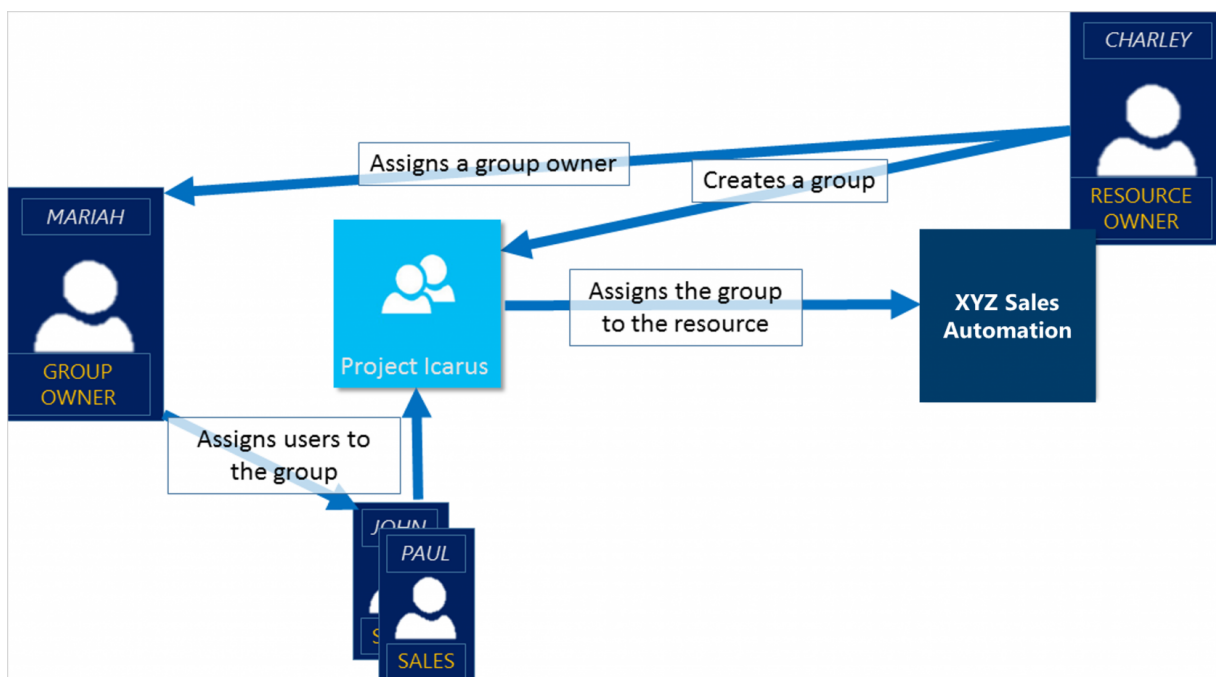 CHARLEY
RESOURCE
OWNER
Assigns a group owner
Creates a group
MARIAH
GROUP
OWNER
Project Icarus
Assigns the group
to the resource
XYZ Sales
Automation
Assigns users to
the group
JOHN
PAUL
SALES